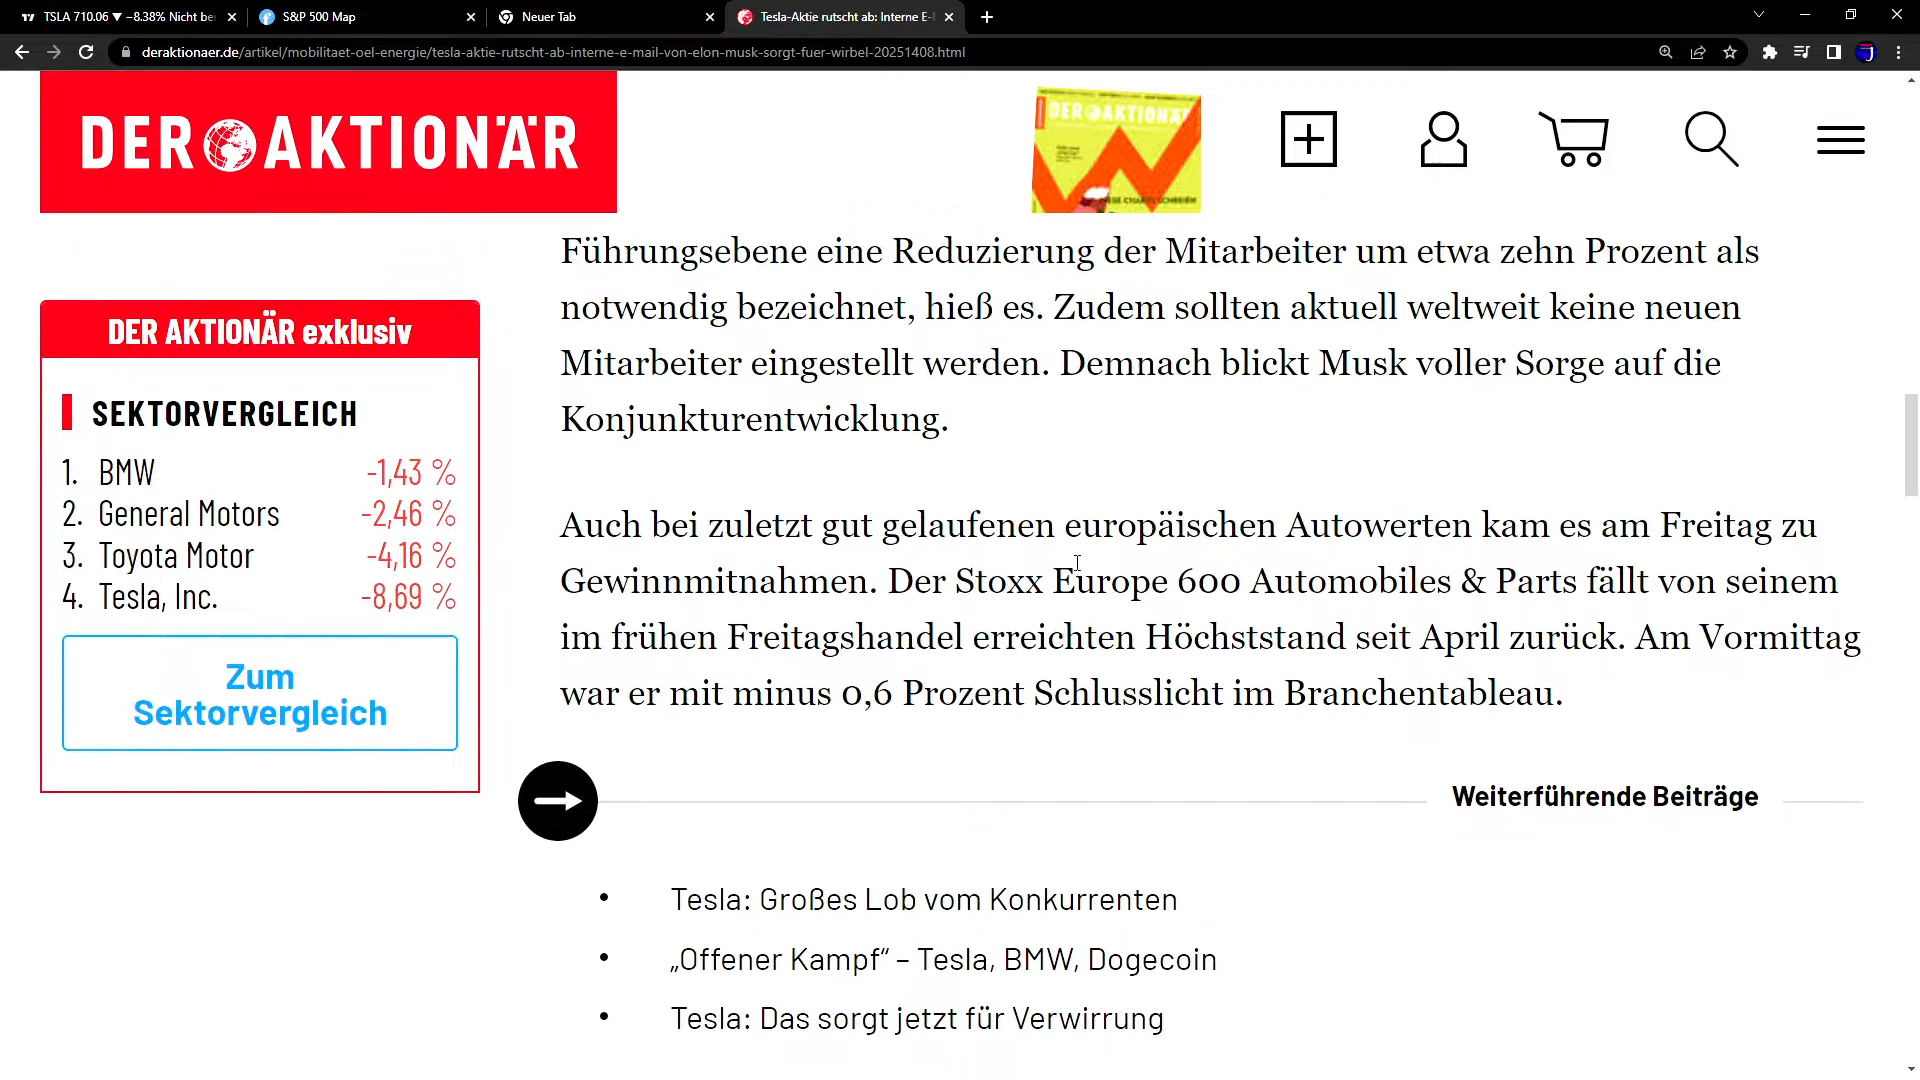 TSLA 710.06 ▼ −8.38% Nicht be
S&P 500 Map
Neuer Tab
Tesla-Aktie rutscht ab: Interne E-
deraktionaer.de/artikel/mobilitaet-oel-energie/tesla-aktie-rutscht-ab-interne-e-mail-von-elon-musk-sorgt-fuer-wirbel-20251408.html
DER AKTIONÄR
DER AKTIONÄR
Führungsebene eine Reduzierung der Mitarbeiter um etwa zehn Prozent als
notwendig bezeichnet, hieß es. Zudem sollten aktuell weltweit keine neuen
Mitarbeiter eingestellt werden. Demnach blickt Musk voller Sorge auf die
Konjunkturentwicklung.
Auch bei zuletzt gut gelaufenen europäischen Autowerten kam es am Freitag zu
Gewinnmitnahmen. Der Stoxx Europe 600 Automobiles & Parts fällt von seinem
im frühen Freitagshandel erreichten Höchststand seit April zurück. Am Vormittag
war er mit minus 0,6 Prozent Schlusslicht im Branchentableau.
DER AKTIONÄR exklusiv
SEKTORVERGLEICH
1. BMW -1,43 %
2. General Motors -2,46 %
3. Toyota Motor -4,16 %
4. Tesla, Inc. -8,69 %
Zum
Sektorvergleich
Weiterführende Beiträge
• Tesla: Großes Lob vom Konkurrenten
• „Offener Kampf“ – Tesla, BMW, Dogecoin
• Tesla: Das sorgt jetzt für Verwirrung